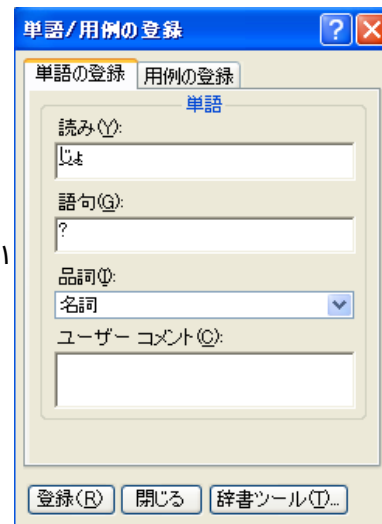 単語/用例の登録
単語の登録 用例の登録
単語
読み(Y):
じょ
語句(G):
?
品詞(I):
名詞
ユーザー コメント(C):
登録(R) 閉じる 辞書ツール(T)...